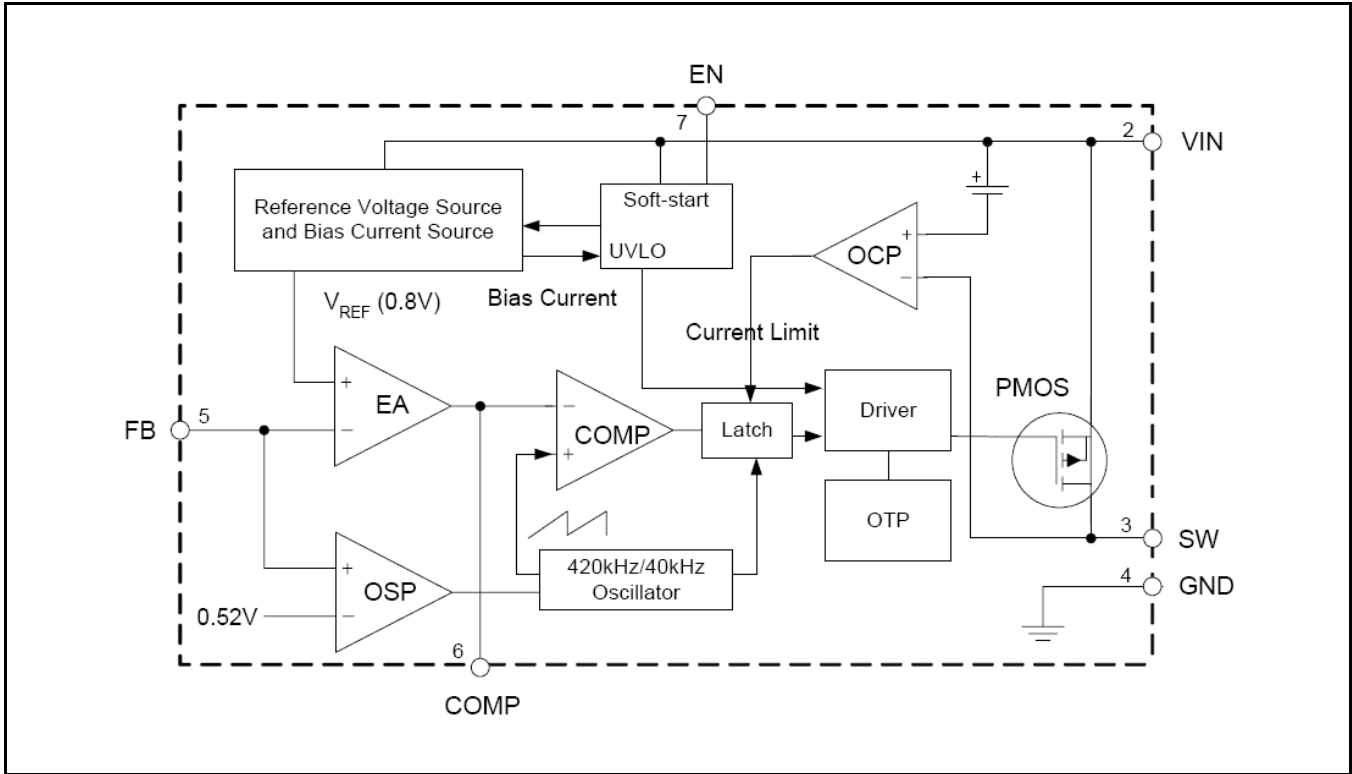 EN
7
2
VIN
Reference Voltage Source
and Bias Current Source
Soft-start
UVLO
+
+
OCP
−
V_REF (0.8V)
Bias Current
Current Limit
+
EA
−
−
COMP
+
Latch
Driver
PMOS
FB
5
OTP
3
SW
+
OSP
−
0.52V
420kHz/40kHz
Oscillator
4
GND
6
COMP